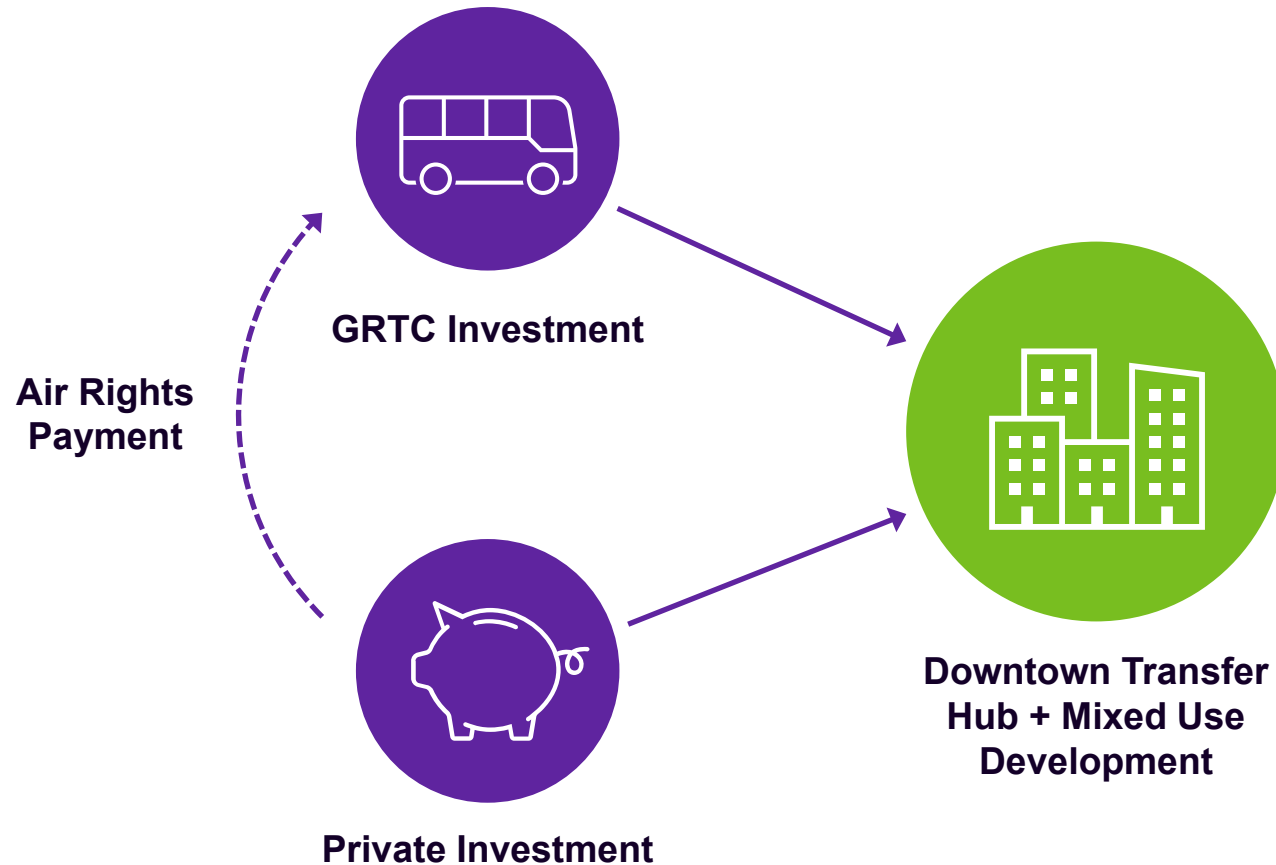 GRTC Investment
Air Rights
Payment
Downtown Transfer
Hub + Mixed Use
Development
Private Investment